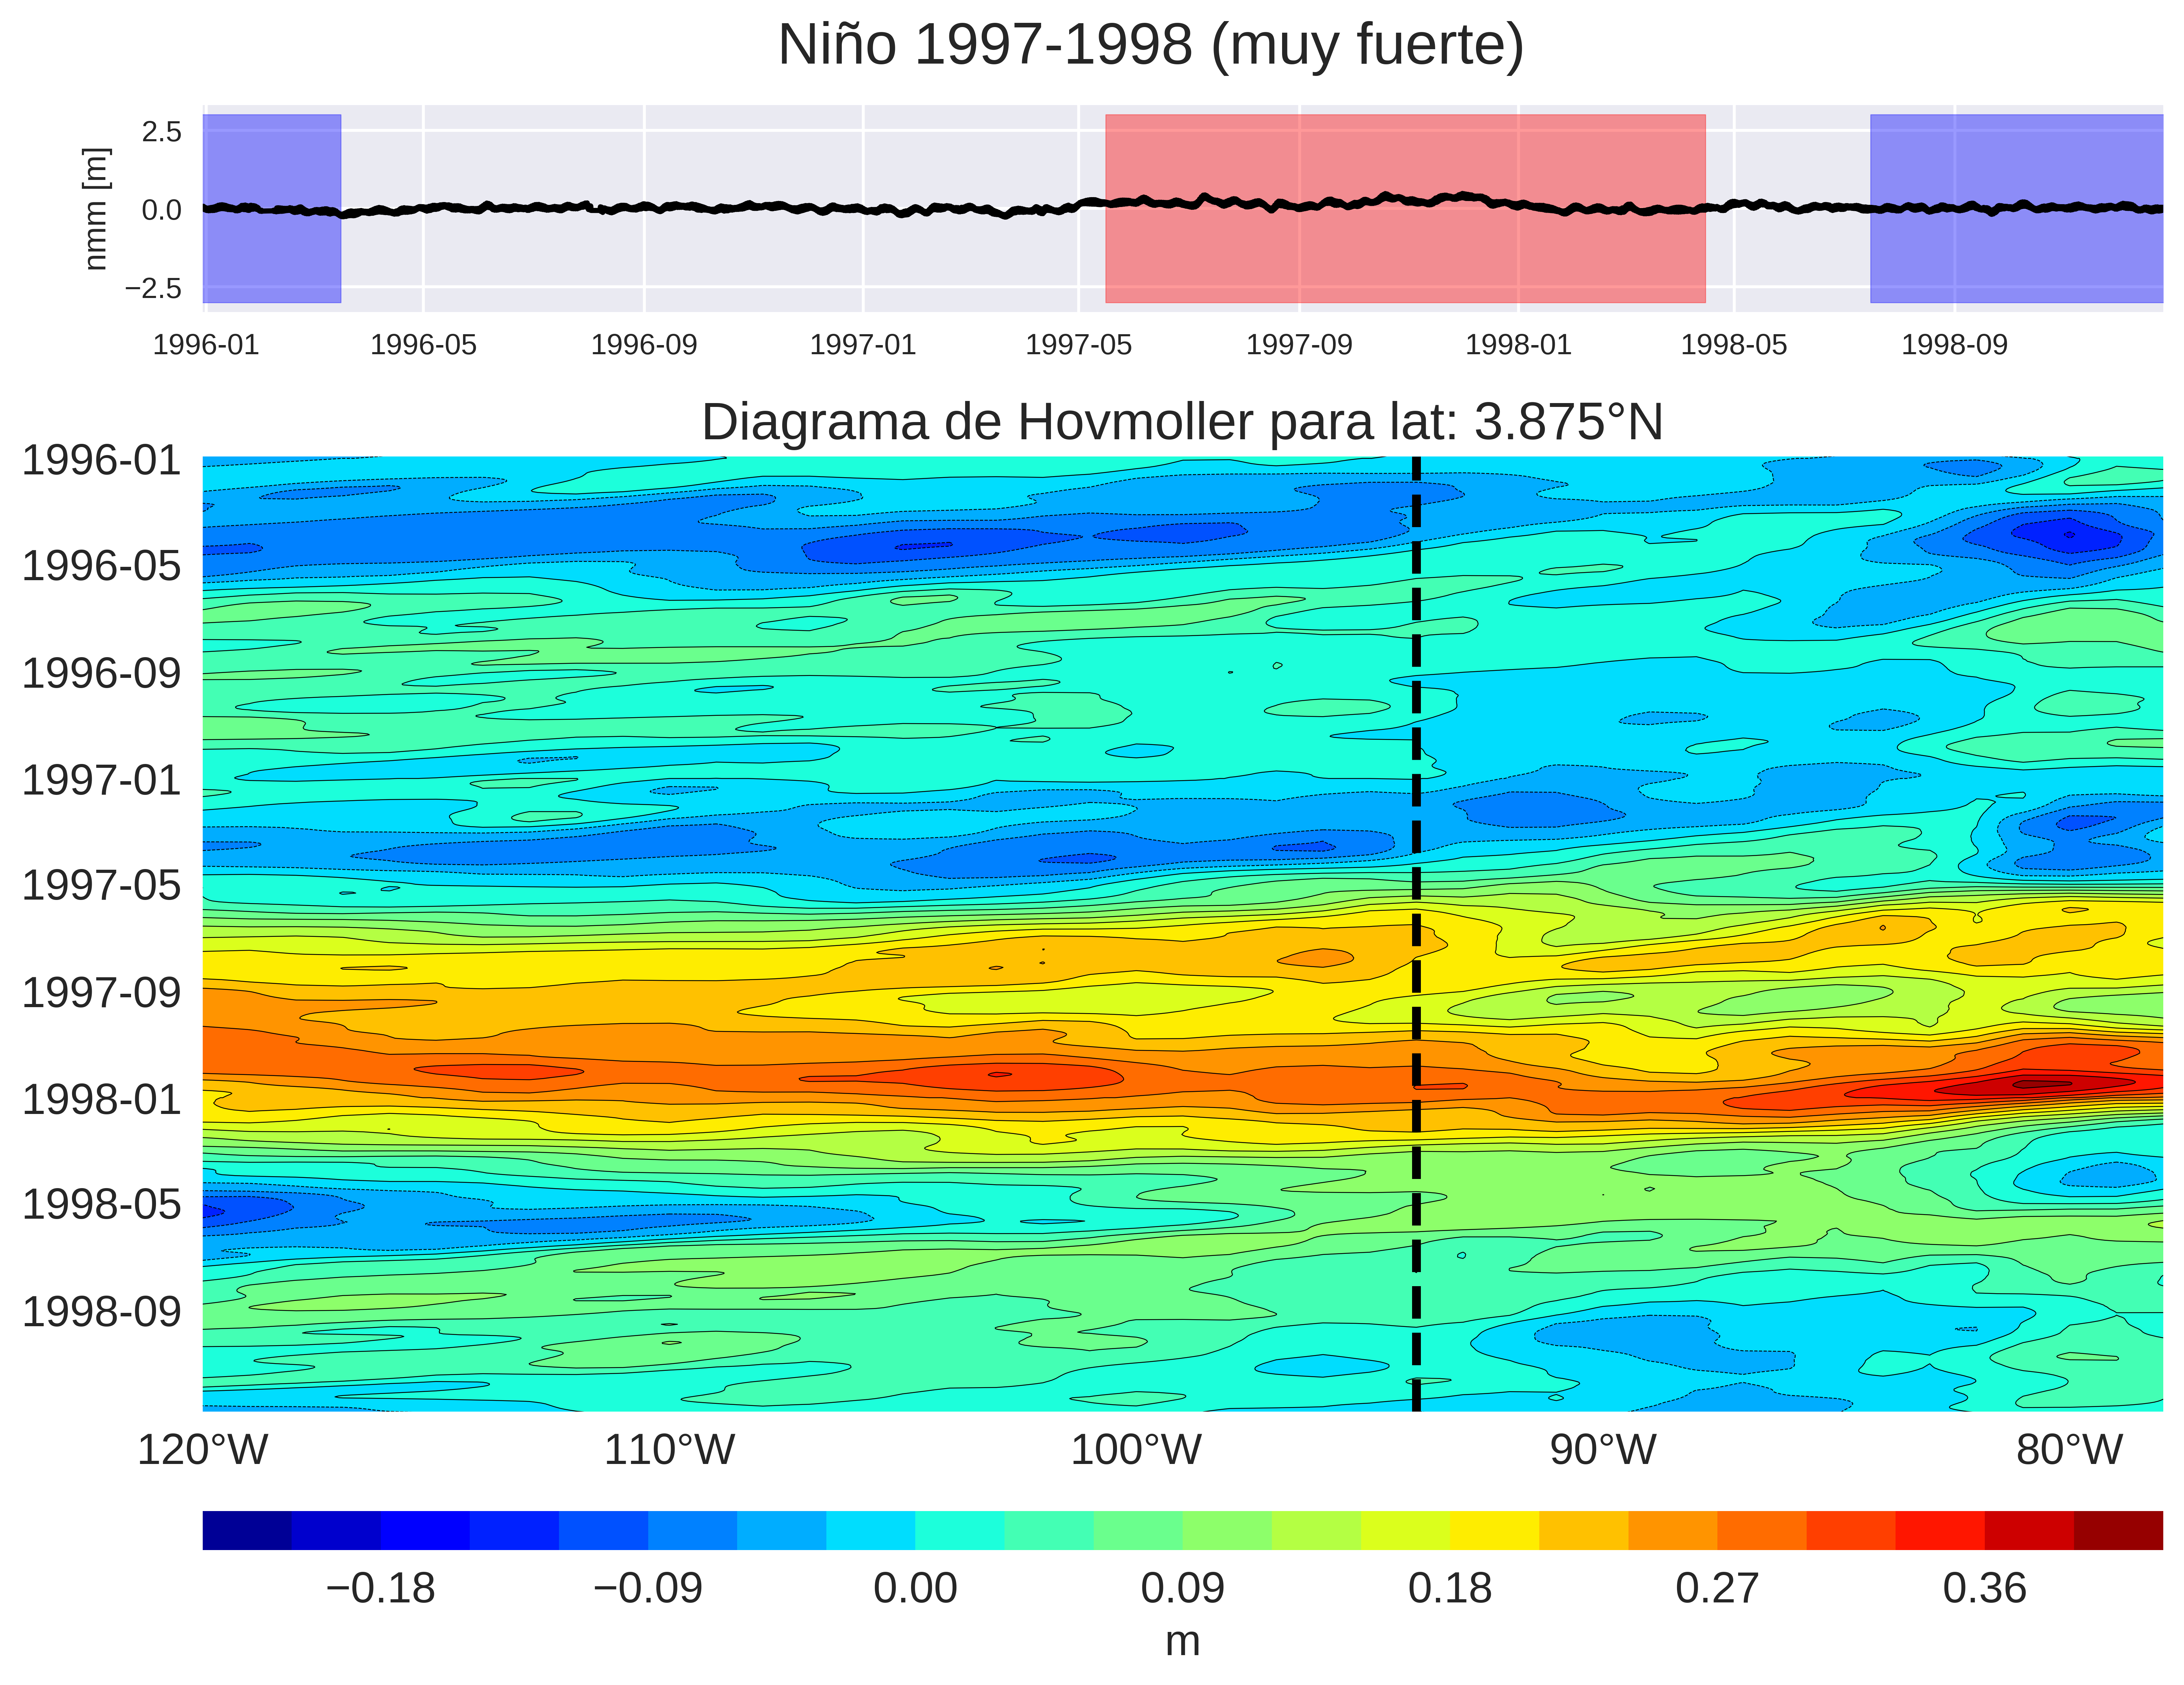 Niño 1997-1998 (muy fuerte)
nmm [m]
2.5
0.0
−2.5
1996-01 1996-05 1996-09 1997-01 1997-05 1997-09 1998-01 1998-05 1998-09
Diagrama de Hovmoller para lat: 3.875°N
1996-01
1996-05
1996-09
1997-01
1997-05
1997-09
1998-01
1998-05
1998-09
120°W 110°W 100°W 90°W 80°W
−0.18 −0.09 0.00 0.09 0.18 0.27 0.36
m